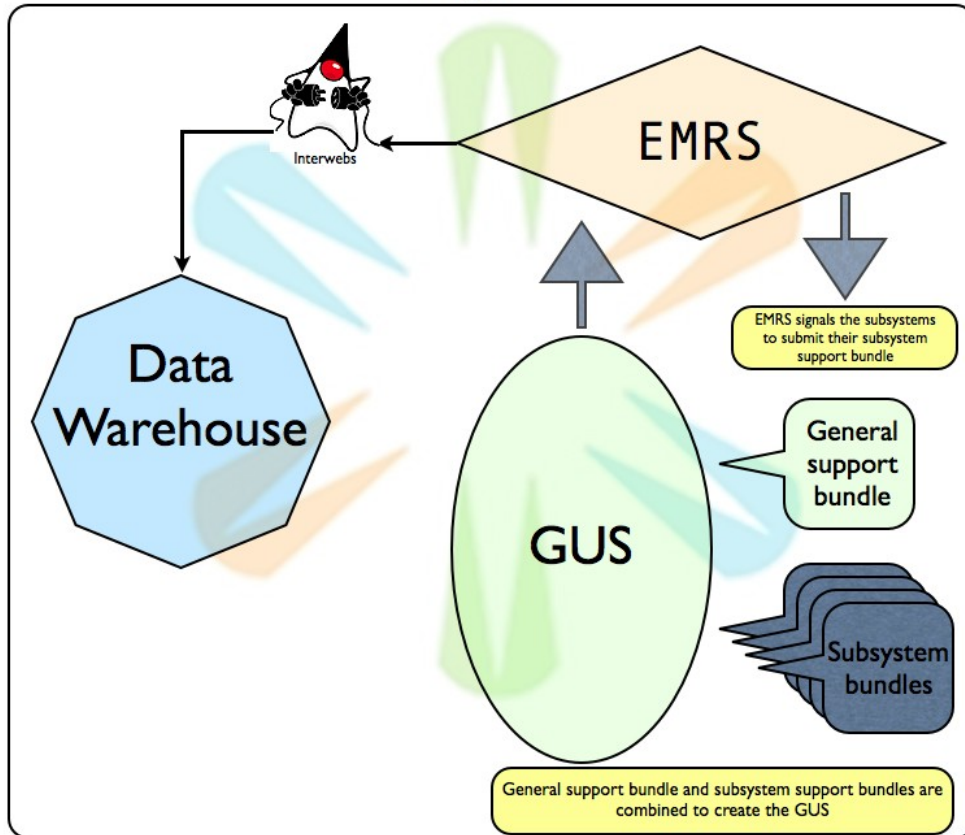 EMRS
Interwebs
Data
Warehouse
EMRS signals the subsystems
to submit their subsystem
support bundle
General
support
bundle
GUS
Subsystem
bundles
General support bundle and subsystem support bundles are
combined to create the GUS